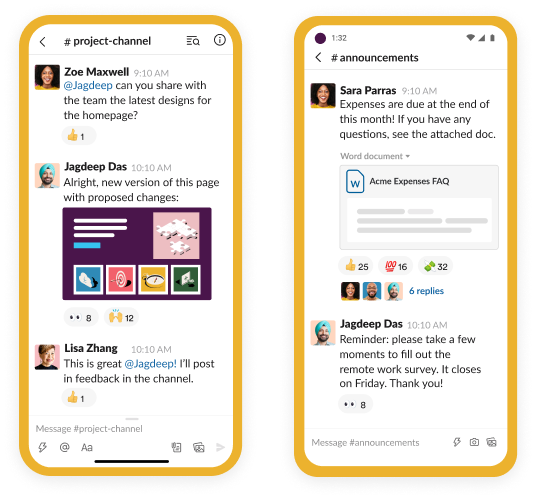 # project-channel
Zoe Maxwell 9:10 AM
@Jagdeep can you share with
the team the latest designs for
the homepage?
1
Jagdeep Das 10:10 AM
Alright, new version of this page
with proposed changes:
8 12
Lisa Zhang 10:10 AM
This is great @Jagdeep! I’ll post
in feedback in the channel.
1
Message #project-channel
@ Aa
1:32
# announcements
Sara Parras 9:10 AM
Expenses are due at the end of
this month! If you have any
questions, see the attached doc.
Word document
W Acme Expenses FAQ
25 100 16 32
6 replies
Jagdeep Das 10:10 AM
Reminder: please take a few
moments to fill out the
remote work survey. It closes
on Friday. Thank you!
8
Message #announcements